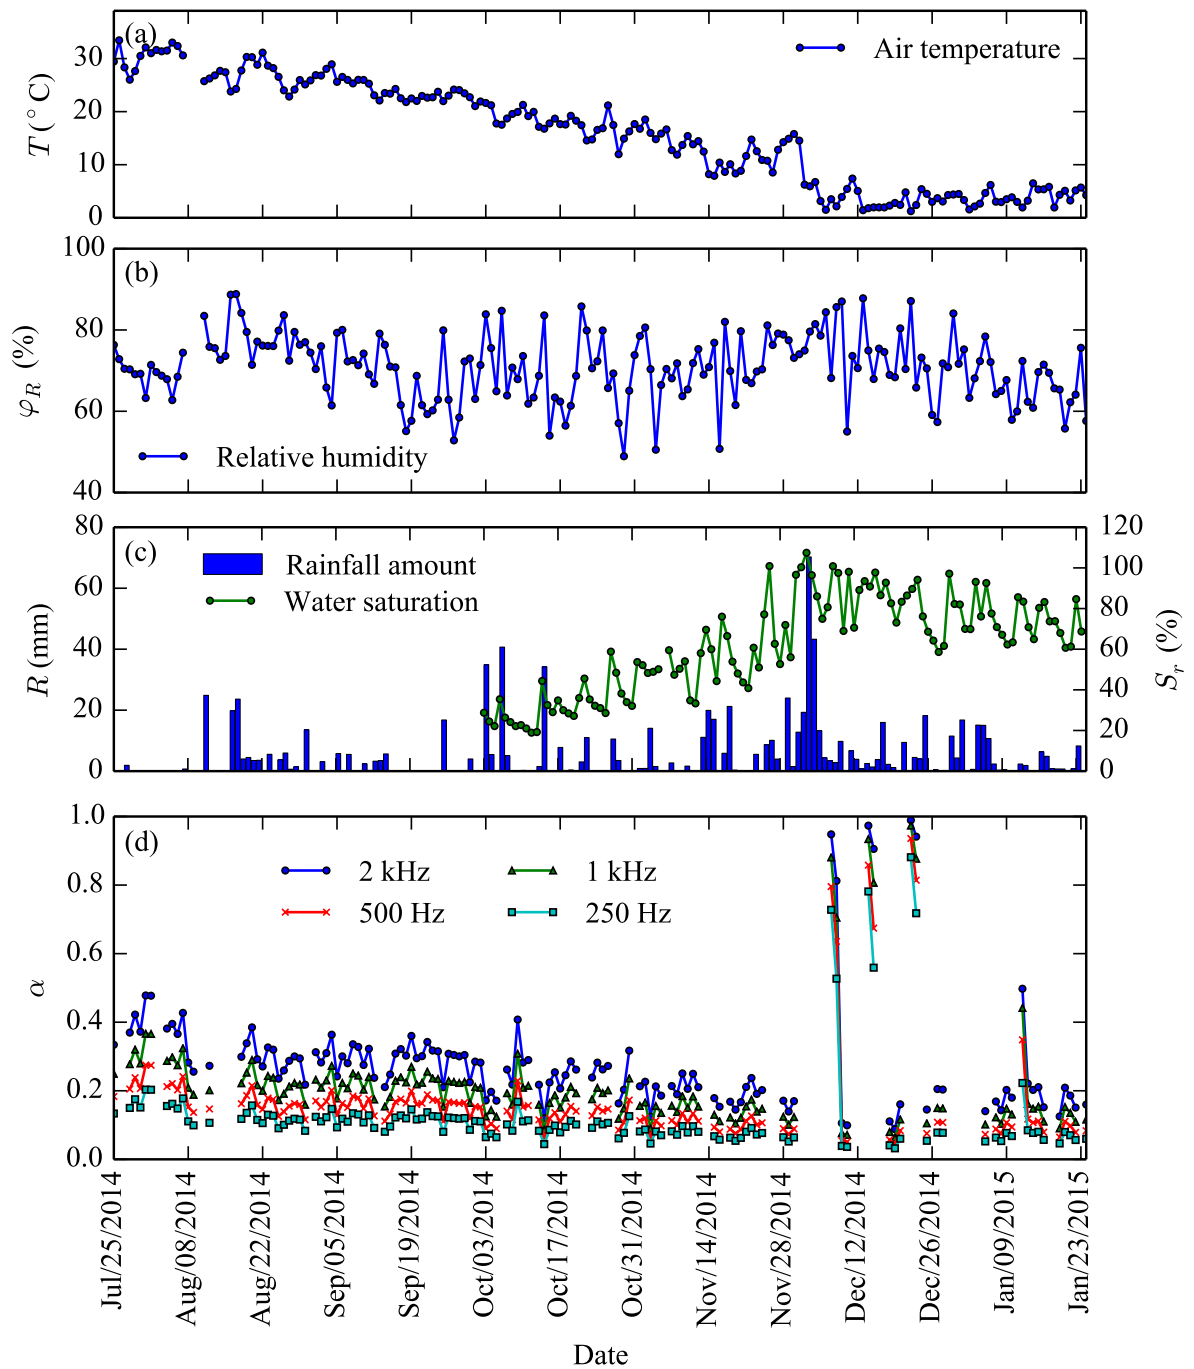 (a)
Air temperature
T (°C)
30
20
10
0
100
(b)
80
60
40
φR (%)
Relative humidity
80
60
40
20
0
R (mm)
(c)
Rainfall amount
Water saturation
120
100
80
60
40
20
0
Sr (%)
1.0
0.8
0.6
0.4
0.2
0.0
α
(d)
2 kHz
1 kHz
500 Hz
250 Hz
Jul/25/2014
Aug/08/2014
Aug/22/2014
Sep/05/2014
Sep/19/2014
Oct/03/2014
Oct/17/2014
Oct/31/2014
Nov/14/2014
Nov/28/2014
Dec/12/2014
Dec/26/2014
Jan/09/2015
Jan/23/2015
Date